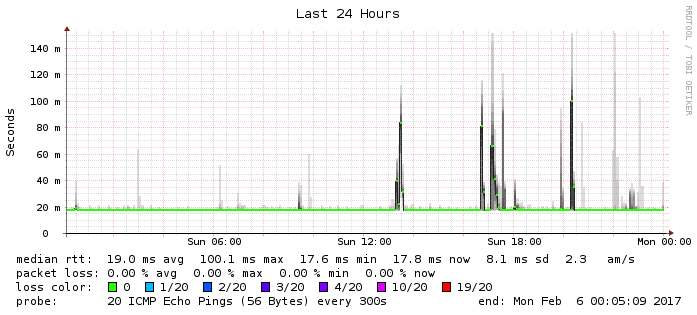 Last 24 Hours
RRDTOOL / TOBI OETIKER
Seconds
140 m
120 m
100 m
80 m
60 m
40 m
20 m
0
Sun 06:00 Sun 12:00 Sun 18:00 Mon 00:00
median rtt: 19.0 ms avg 100.1 ms max 17.6 ms min 17.8 ms now 8.1 ms sd 2.3 am/s
packet loss: 0.00 % avg 0.00 % max 0.00 % min 0.00 % now
loss color: 0 1/20 2/20 3/20 4/20 10/20 19/20
probe: 20 ICMP Echo Pings (56 Bytes) every 300s end: Mon Feb 6 00:05:09 2017